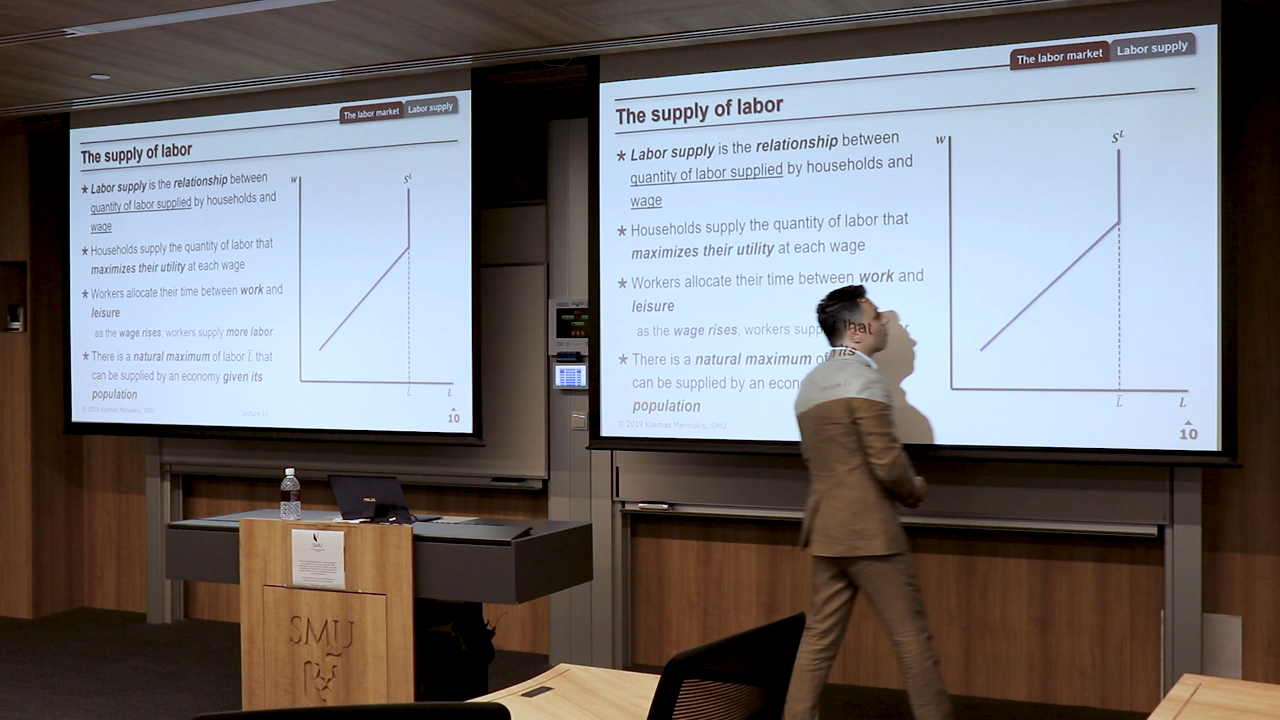 The labor market Labor supply
The supply of labor
* Labor supply is the relationship between
quantity of labor supplied by households and
wage
* Households supply the quantity of labor that
maximizes their utility at each wage
* Workers allocate their time between work and
leisure
as the wage rises, workers supply more labor
* There is a natural maximum of labor L̄ that
can be supplied by an economy given its
population
w
Sᴸ
L̄
L
© 2019 Kosmas Marinakis, SMU
Lecture 11
10
The labor market Labor supply
The supply of labor
* Labor supply is the relationship between
quantity of labor supplied by households and
wage
* Households supply the quantity of labor that
maximizes their utility at each wage
* Workers allocate their time between work and
leisure
as the wage rises, workers supp
* There is a natural maximum of hat
can be supplied by an econo its
population
w
Sᴸ
L̄
L
© 2019 Kosmas Marinakis, SMU
10
ASUS
SMU
SMU